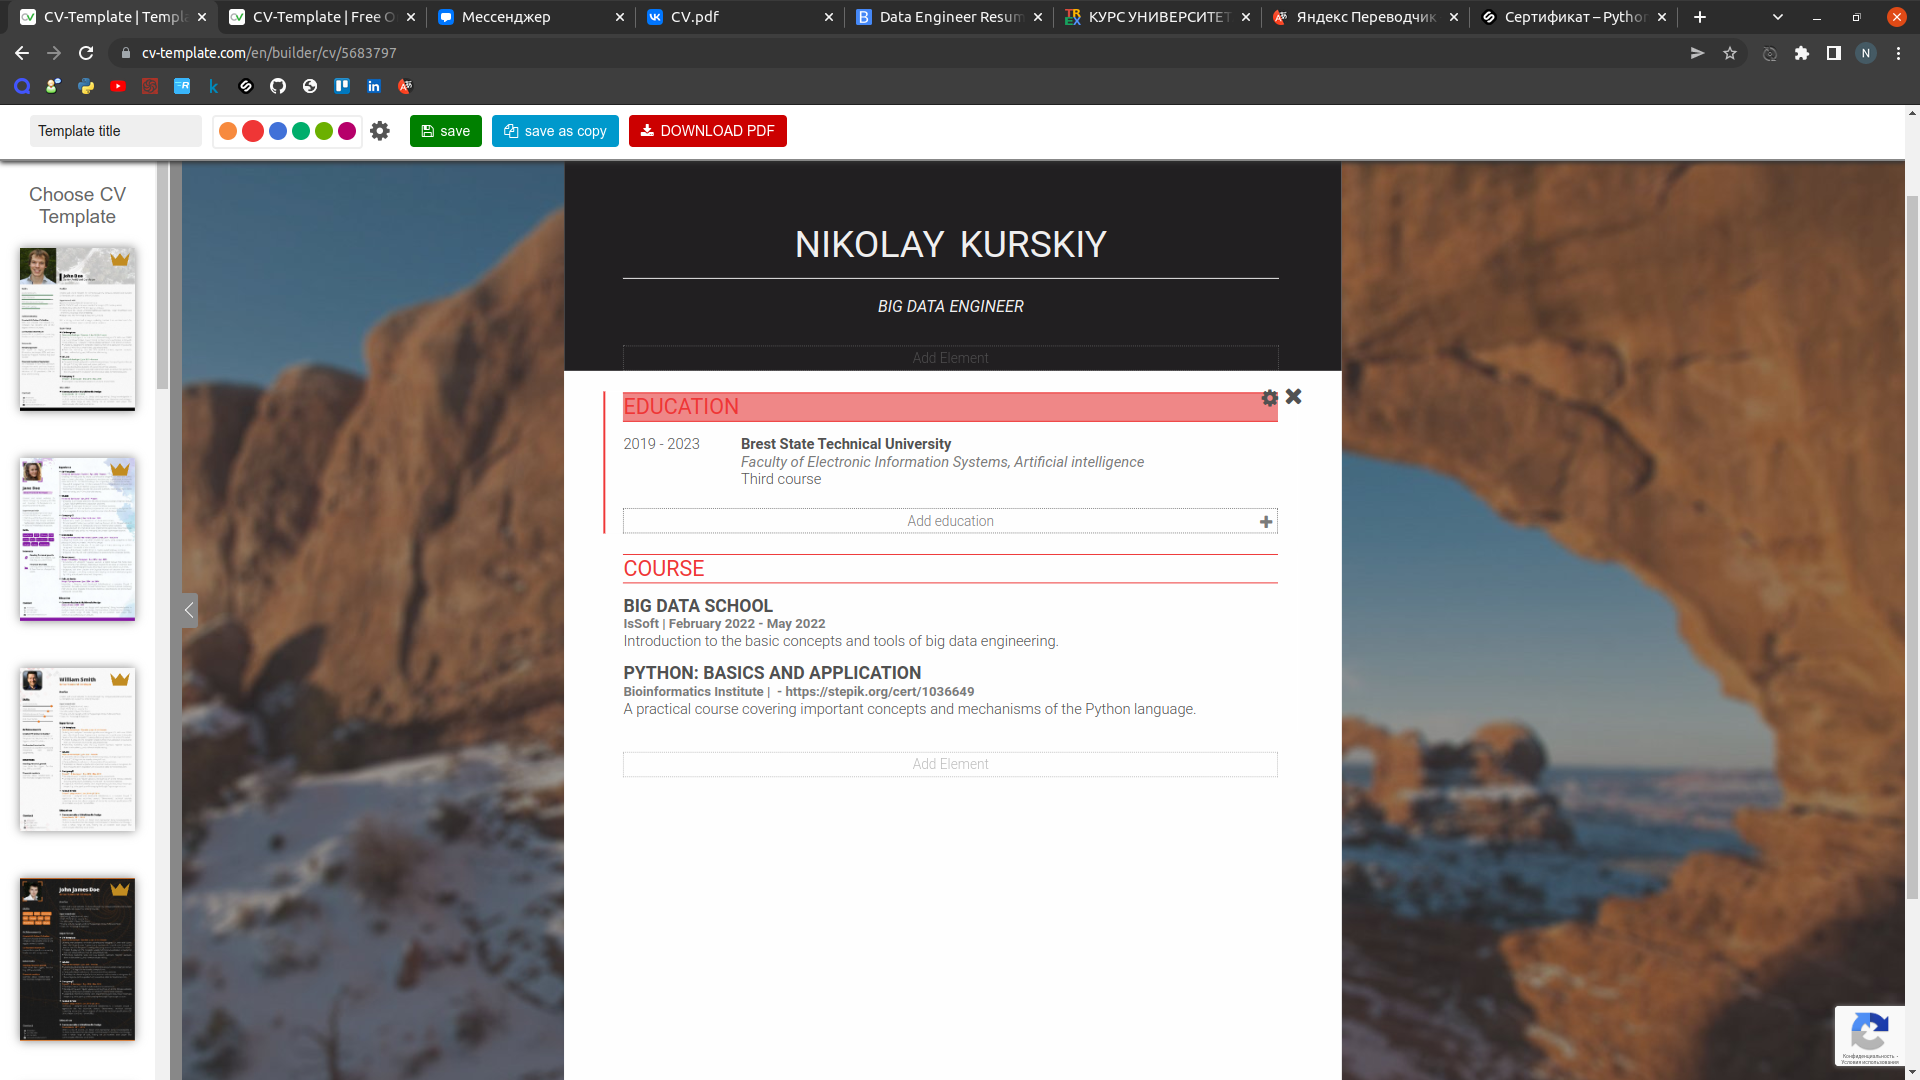 CV-Template | Templa
CV-Template | Free O
Мессенджер
CV.pdf
Data Engineer Resum
КУРС УНИВЕРСИТЕТ
Яндекс Переводчик
Сертификат – Python
cv-template.com/en/builder/cv/5683797
N
Template title
save
save as copy
DOWNLOAD PDF
Choose CV
Template
John Doe
Jane Doe
William Smith
John James Doe
NIKOLAY KURSKIY
BIG DATA ENGINEER
Add Element
EDUCATION
2019 - 2023
Brest State Technical University
Faculty of Electronic Information Systems, Artificial intelligence
Third course
Add education
COURSE
BIG DATA SCHOOL
IsSoft | February 2022 - May 2022
Introduction to the basic concepts and tools of big data engineering.
PYTHON: BASICS AND APPLICATION
Bioinformatics Institute | - https://stepik.org/cert/1036649
A practical course covering important concepts and mechanisms of the Python language.
Add Element
Конфиденциальность -
Условия использования